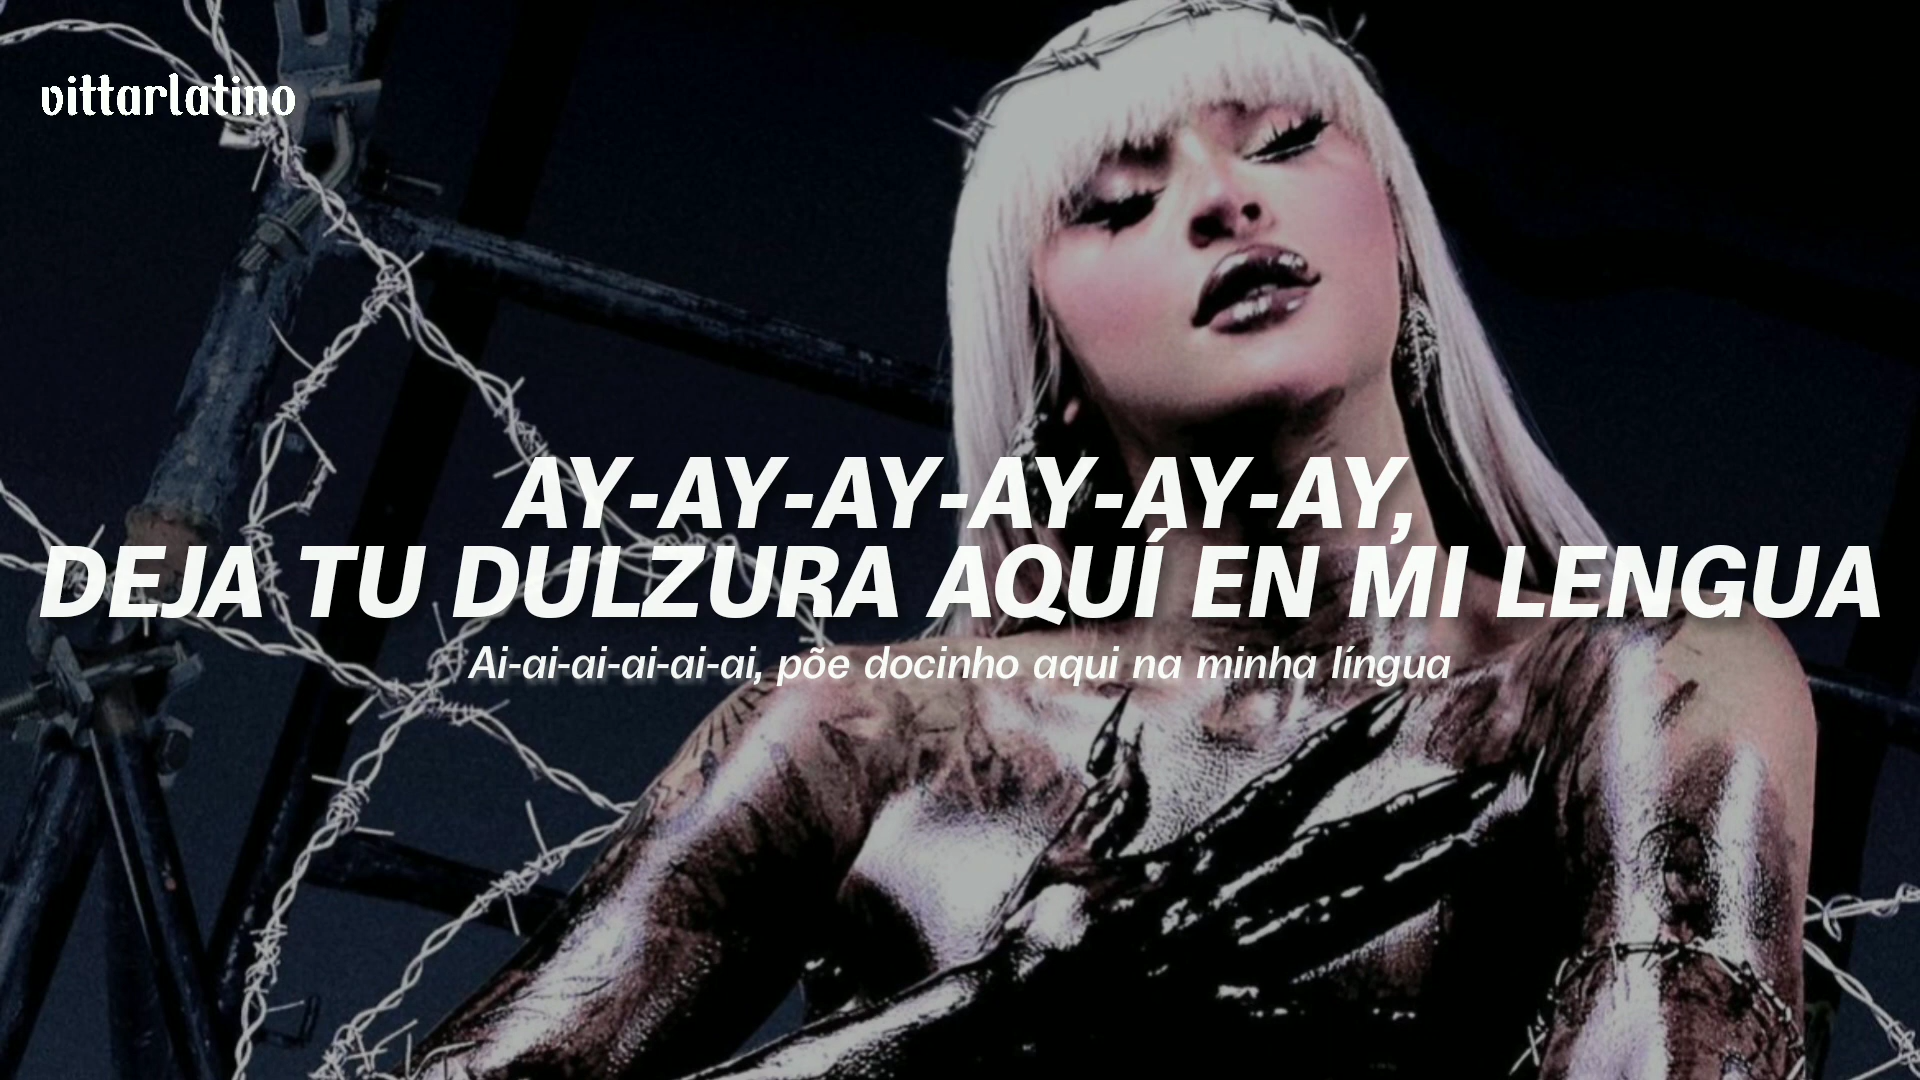 vittarlatino
AY-AY-AY-AY-AY-AY,
DEJA TU DULZURA AQUÍ EN MI LENGUA
Ai-ai-ai-ai-ai-ai, põe docinho aqui na minha língua